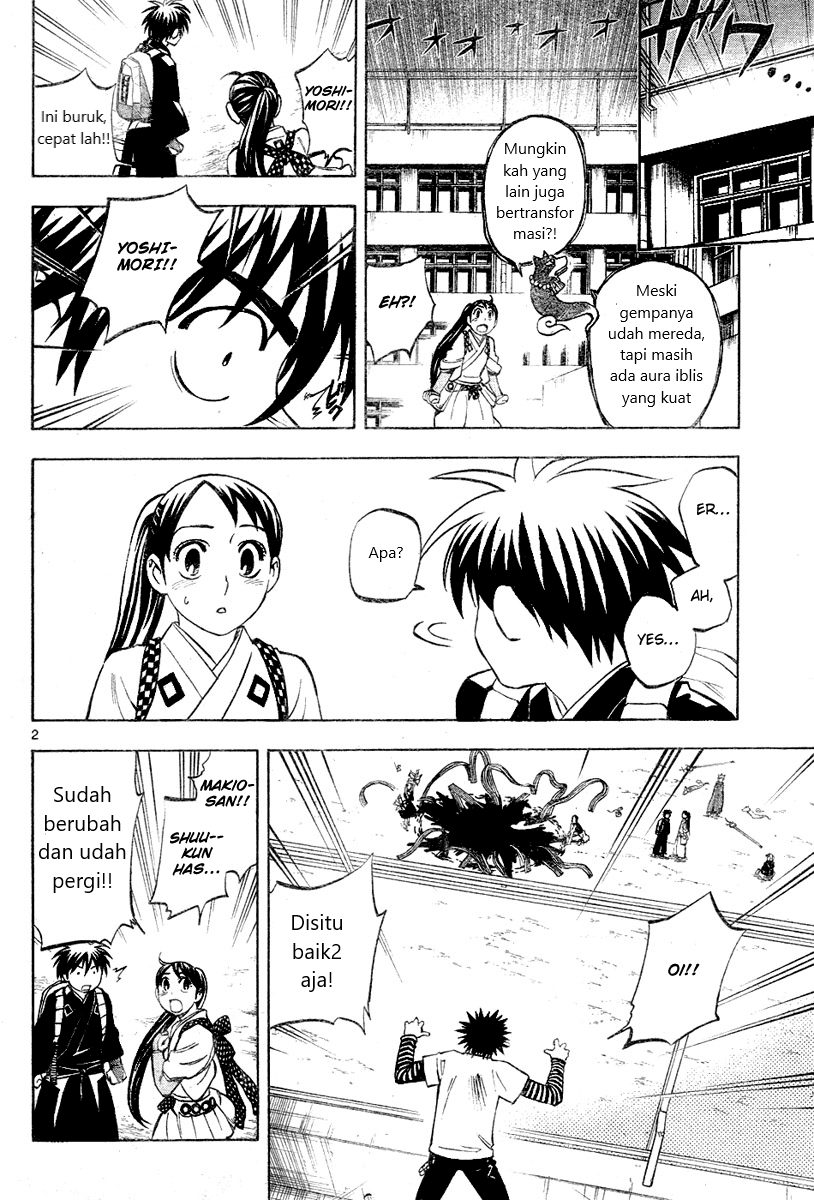 Mungkin
kah yang
lain juga
bertransfor
masi?!
Meski
gempanya
udah mereda,
tapi masih
ada aura iblis
yang kuat
EH?!
YOSHI-
MORI!!
Ini buruk,
cepat lah!!
YOSHI-
MORI!!
ER...
AH,
YES...
Apa?
2
OI!!
Disitu
baik2
aja!
MAKIO-
SAN!!
SHUU--
KUN
HAS...
Sudah
berubah
dan udah
pergi!!